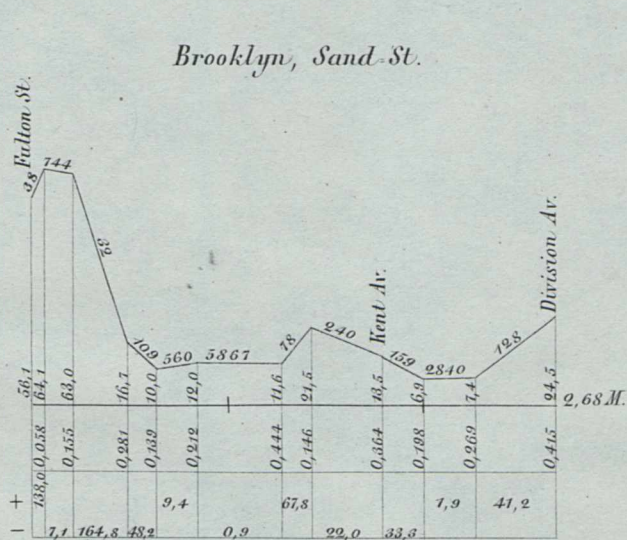 Brooklyn, Sand-St.
Fulton St.
Kent Av.
Division Av.
38 744 32 109 560 5867 78 240 159 2840 128
56,1 64,1 63,0 16,7 10,0 12,0 11,6 21,5 13,5 6,9 7,4 24,5 2,68 M.
0,058 0,155 0,281 0,139 0,212 0,444 0,146 0,364 0,198 0,269 0,415
+ 138,0 9,4 67,8 7,9 41,2
− 7,1 164,8 48,2 0,9 22,0 33,3